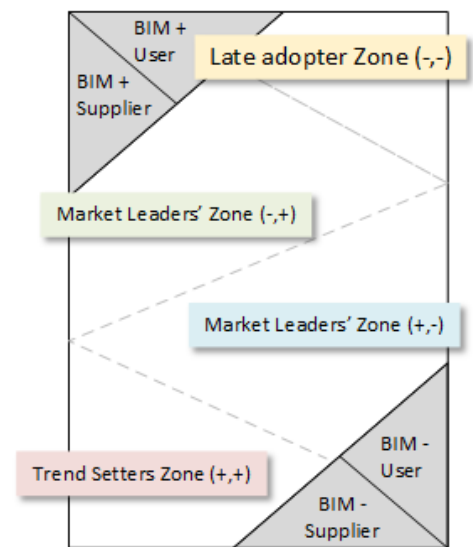 BIM +
User
Late adopter Zone (-,-)
BIM +
Supplier
Market Leaders’ Zone (-,+)
Market Leaders’ Zone (+,-)
BIM -
User
Trend Setters Zone (+,+)
BIM -
Supplier